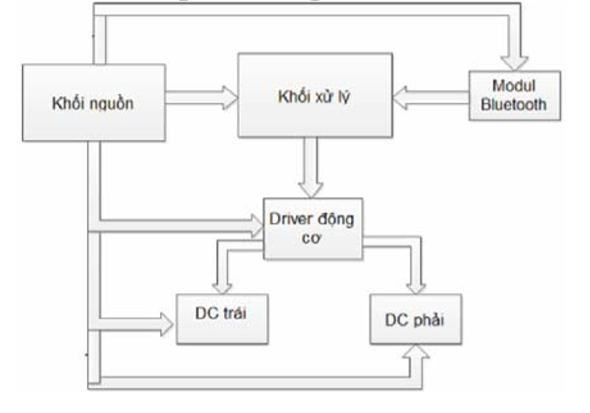 Khối nguồn
Khối xử lý
Modul
Bluetooth
Driver động
cơ
DC trái
DC phải